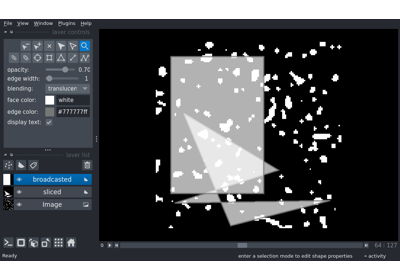 File View Window Plugins Help
layer controls
opacity: 0.70
edge width: 1
blending: translucen
face color: white
edge color: #777777ff
display text:
layer list
broadcasted
sliced
Image
0 64 127
Ready enter a selection mode to edit shape properties activity